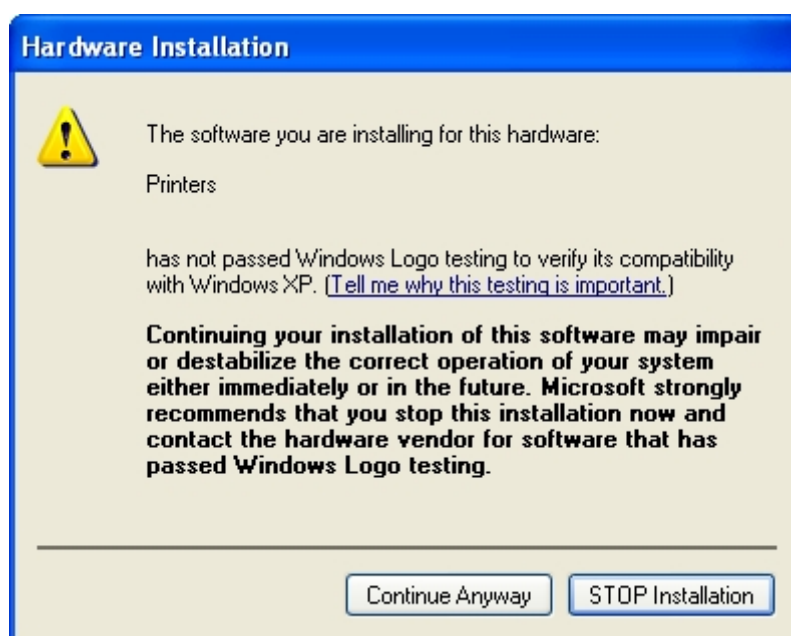 Hardware Installation
The software you are installing for this hardware:
Printers
has not passed Windows Logo testing to verify its compatibility
with Windows XP. (Tell me why this testing is important.)
Continuing your installation of this software may impair
or destabilize the correct operation of your system
either immediately or in the future. Microsoft strongly
recommends that you stop this installation now and
contact the hardware vendor for software that has
passed Windows Logo testing.
Continue Anyway
STOP Installation